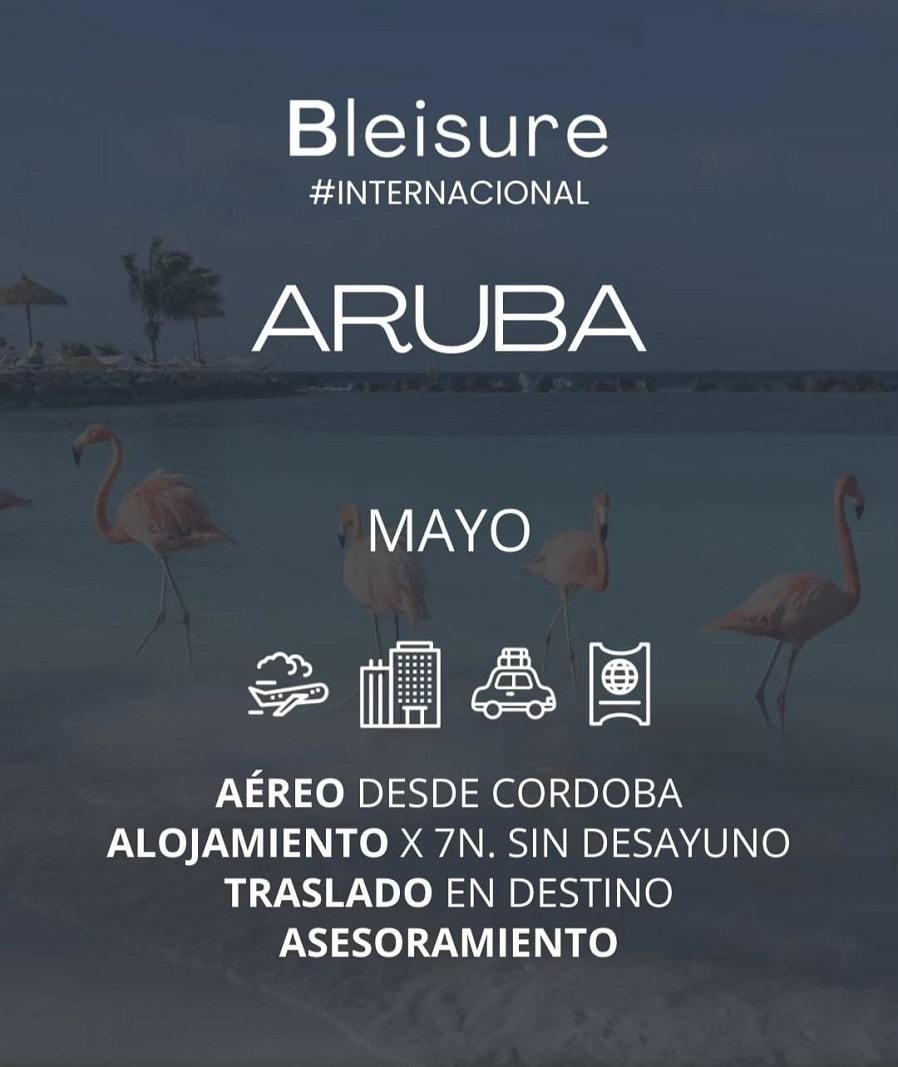 Bleisure
#INTERNACIONAL
ARUBA
MAYO
AÉREO DESDE CORDOBA
ALOJAMIENTO X 7N. SIN DESAYUNO
TRASLADO EN DESTINO
ASESORAMIENTO